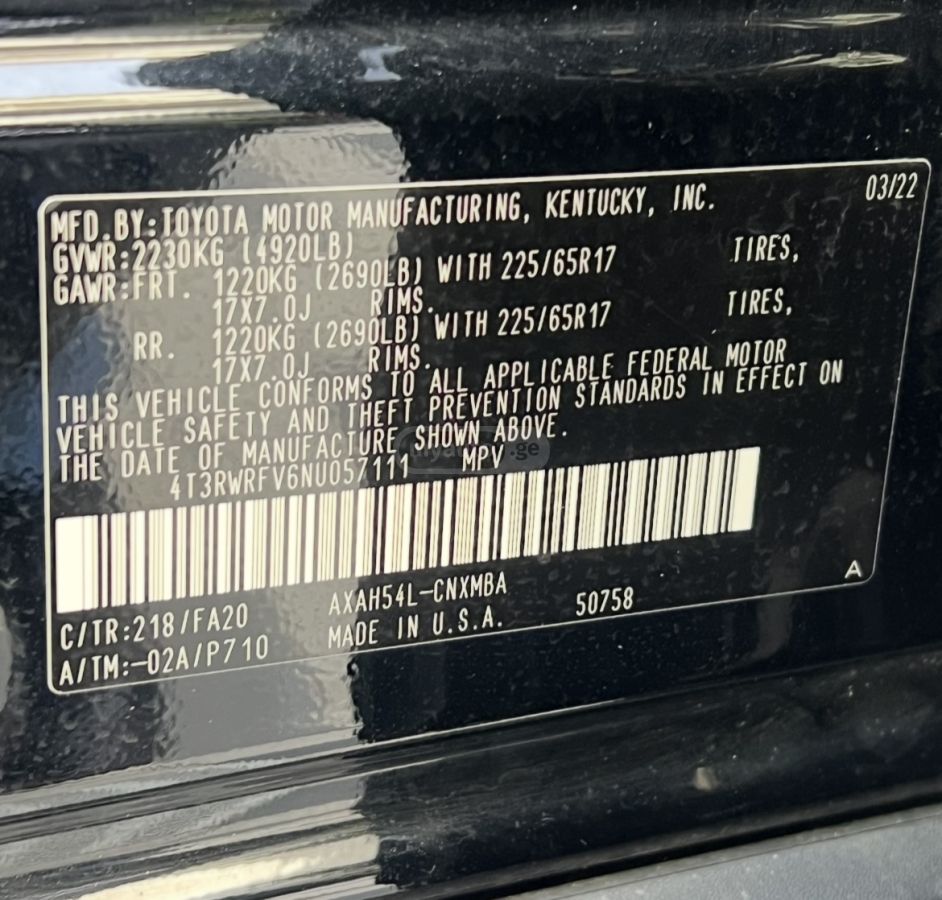 03/22
MFD.BY:TOYOTA MOTOR MANUFACTURING, KENTUCKY, INC.
GVWR:2230KG (4920LB)
GAWR:FRT. 1220KG (2690LB) WITH 225/65R17 TIRES,
17X7.0J RIMS.
RR. 1220KG (2690LB) WITH 225/65R17 TIRES,
17X7.0J RIMS.
THIS VEHICLE CONFORMS TO ALL APPLICABLE FEDERAL MOTOR
VEHICLE SAFETY AND THEFT PREVENTION STANDARDS IN EFFECT ON
THE DATE OF MANUFACTURE SHOWN ABOVE.
4T3RWRFV6NU057111 MPV
A
C/TR:218/FA20 AXAH54L-CNXMBA 50758
A/TM:-02A/P710 MADE IN U.S.A.